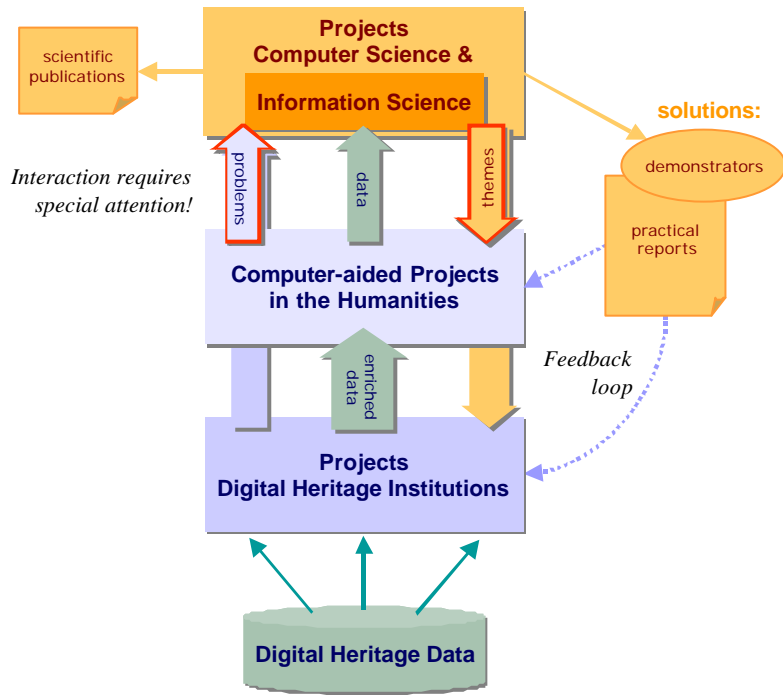 Projects
Computer Science &
Information Science
scientific
publications
solutions:
demonstrators
practical
reports
Interaction requires
special attention!
problems
data
themes
Computer-aided Projects
in the Humanities
enriched
data
Feedback
loop
Projects
Digital Heritage Institutions
Digital Heritage Data